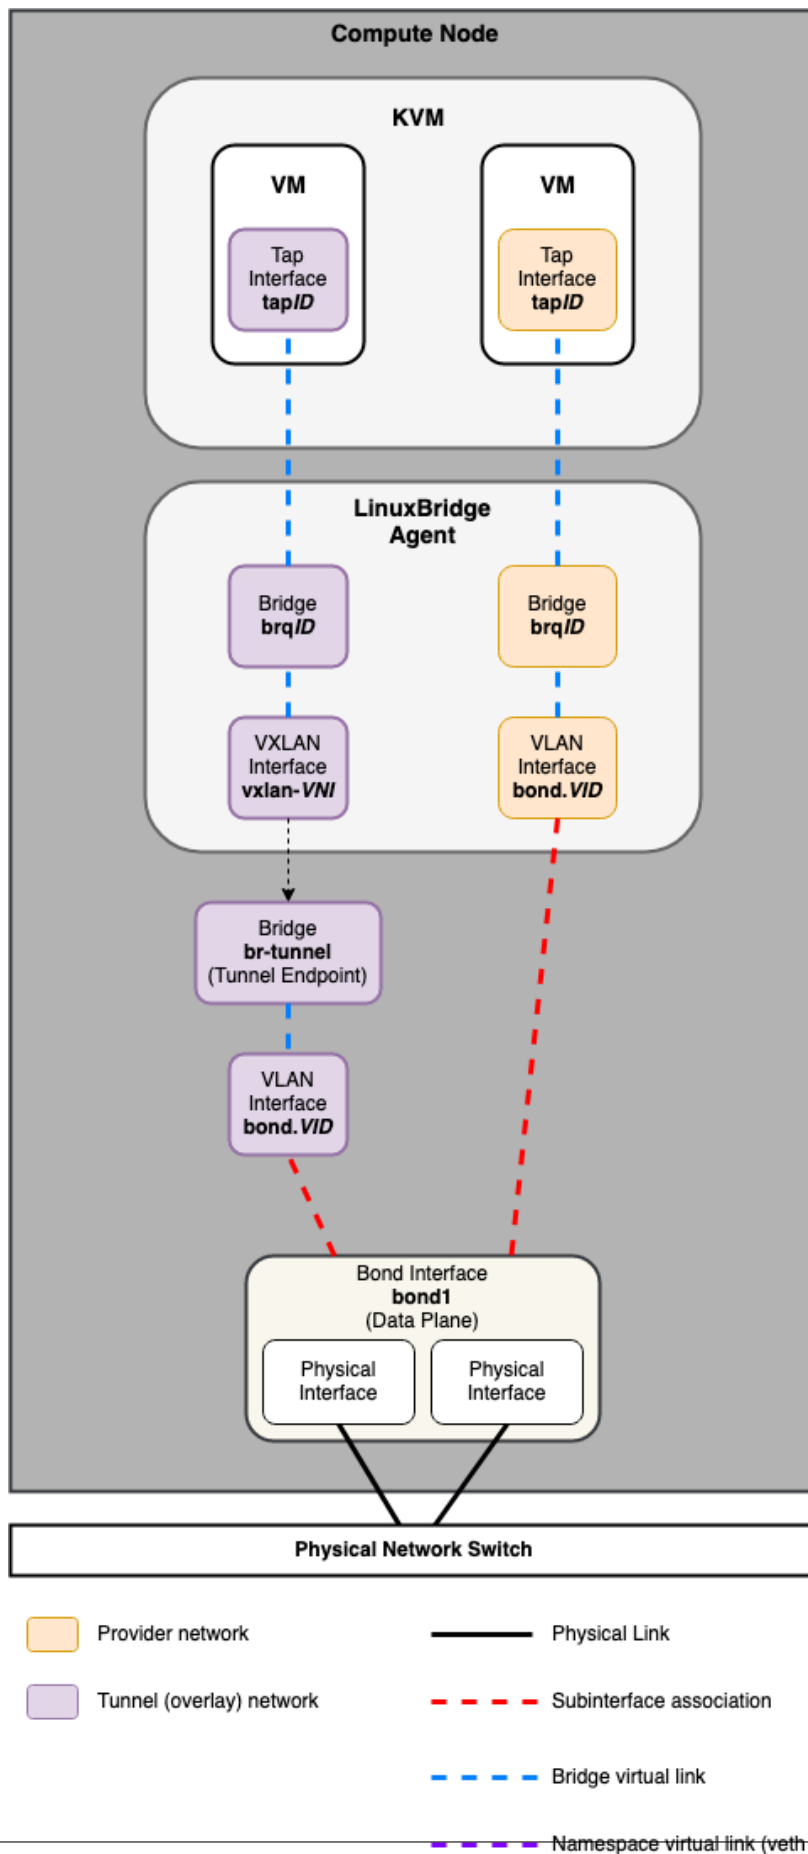 Compute Node
KVM
VM
Tap
Interface
tapID
VM
Tap
Interface
tapID
LinuxBridge
Agent
Bridge
brqID
Bridge
brqID
VXLAN
Interface
vxlan-VNI
VLAN
Interface
bond.VID
Bridge
br-tunnel
(Tunnel Endpoint)
VLAN
Interface
bond.VID
Bond Interface
bond1
(Data Plane)
Physical
Interface
Physical
Interface
Physical Network Switch
Provider network
Physical Link
Tunnel (overlay) network
Subinterface association
Bridge virtual link
Namespace virtual link (veth